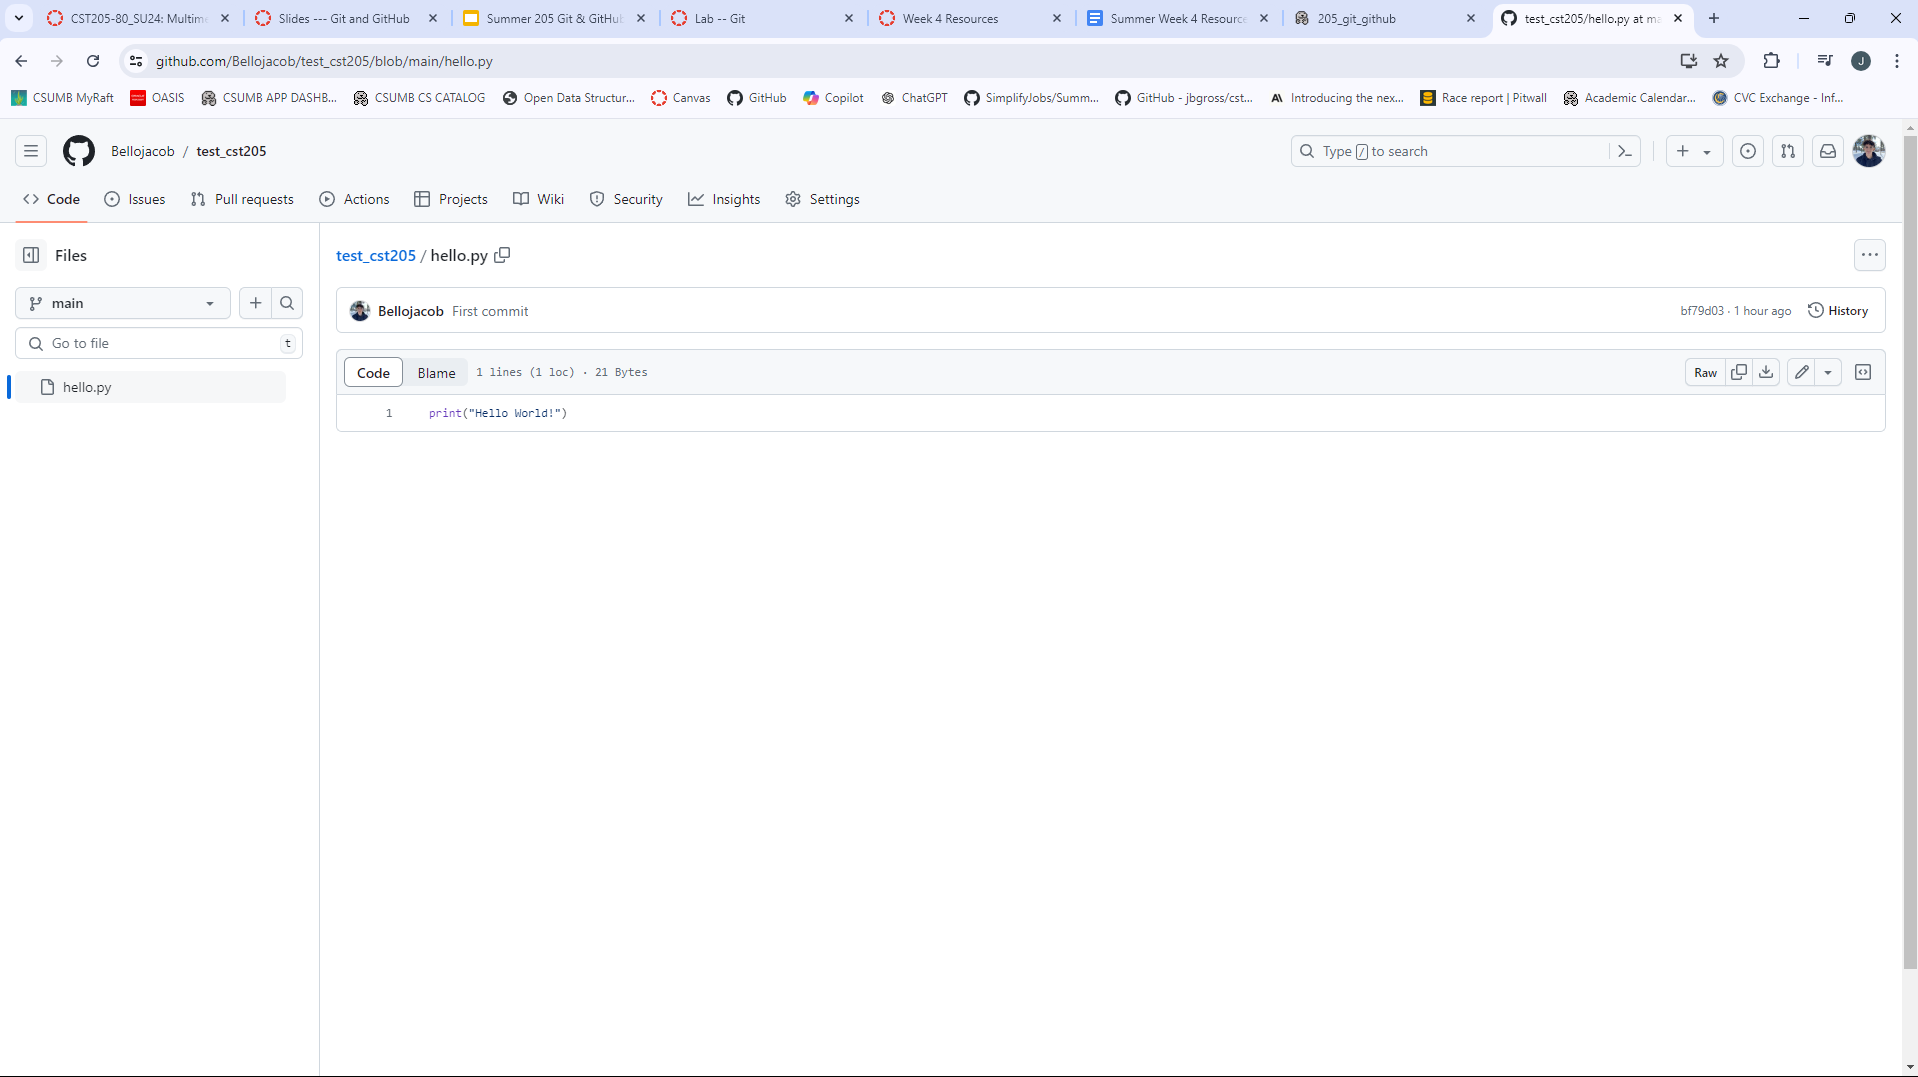 CST205-80_SU24: Multime
Slides --- Git and GitHub
Summer 205 Git & GitHub
Lab -- Git
Week 4 Resources
Summer Week 4 Resource
205_git_github
test_cst205/hello.py at ma
github.com/Bellojacob/test_cst205/blob/main/hello.py
J
CSUMB MyRaft
OASIS
CSUMB APP DASHB...
CSUMB CS CATALOG
Open Data Structur...
Canvas
GitHub
Copilot
ChatGPT
SimplifyJobs/Summ...
GitHub - jbgross/cst...
Introducing the nex...
Race report | Pitwall
Academic Calendar...
CVC Exchange - Inf...
Bellojacob / test_cst205
Type / to search
Code
Issues
Pull requests
Actions
Projects
Wiki
Security
Insights
Settings
Files
main
Go to file
t
hello.py
test_cst205 / hello.py
Bellojacob First commit
bf79d03 · 1 hour ago
History
Code
Blame
1 lines (1 loc) · 21 Bytes
Raw
1 print("Hello World!")